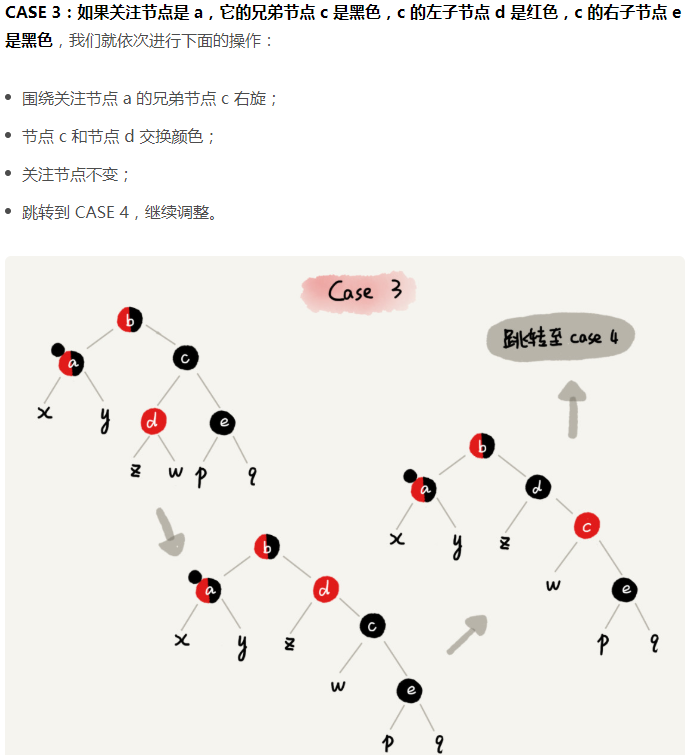 CASE 3：如果关注节点是 a，它的兄弟节点 c 是黑色，c 的左子节点 d 是红色，c 的右子节点 e
是黑色，我们就依次进行下面的操作：
围绕关注节点 a 的兄弟节点 c 右旋；
节点 c 和节点 d 交换颜色；
关注节点不变；
跳转到 CASE 4，继续调整。
Case 3
b
a
c
x
y
d
e
z
w
p
q
跳转至 case 4
b
a
d
x
y
z
c
w
e
p
q
b
a
d
x
y
z
c
w
e
p
q